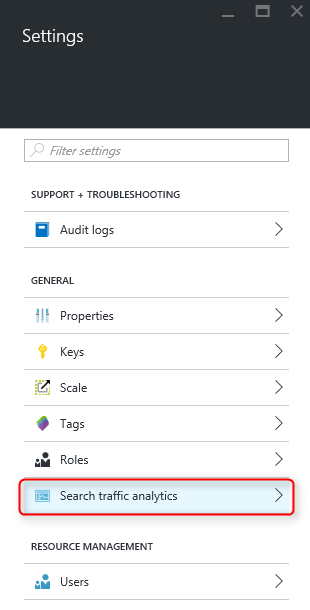 Settings
Filter settings
SUPPORT + TROUBLESHOOTING
Audit logs
GENERAL
Properties
Keys
Scale
Tags
Roles
Search traffic analytics
RESOURCE MANAGEMENT
Users